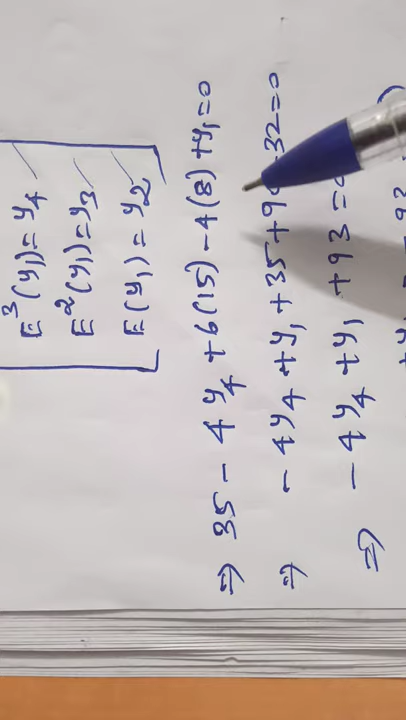 E³(y₁) = y₄
E²(y₁) = y₃
E(y₁) = y₂
⇒ 35 - 4y₄ + 6(15) - 4(8) + y₁ = 0
⇒ - 4y₄ + y₁ + 35 + 9 32 = 0
⇒ - 4y₄ + y₁ + 93 =